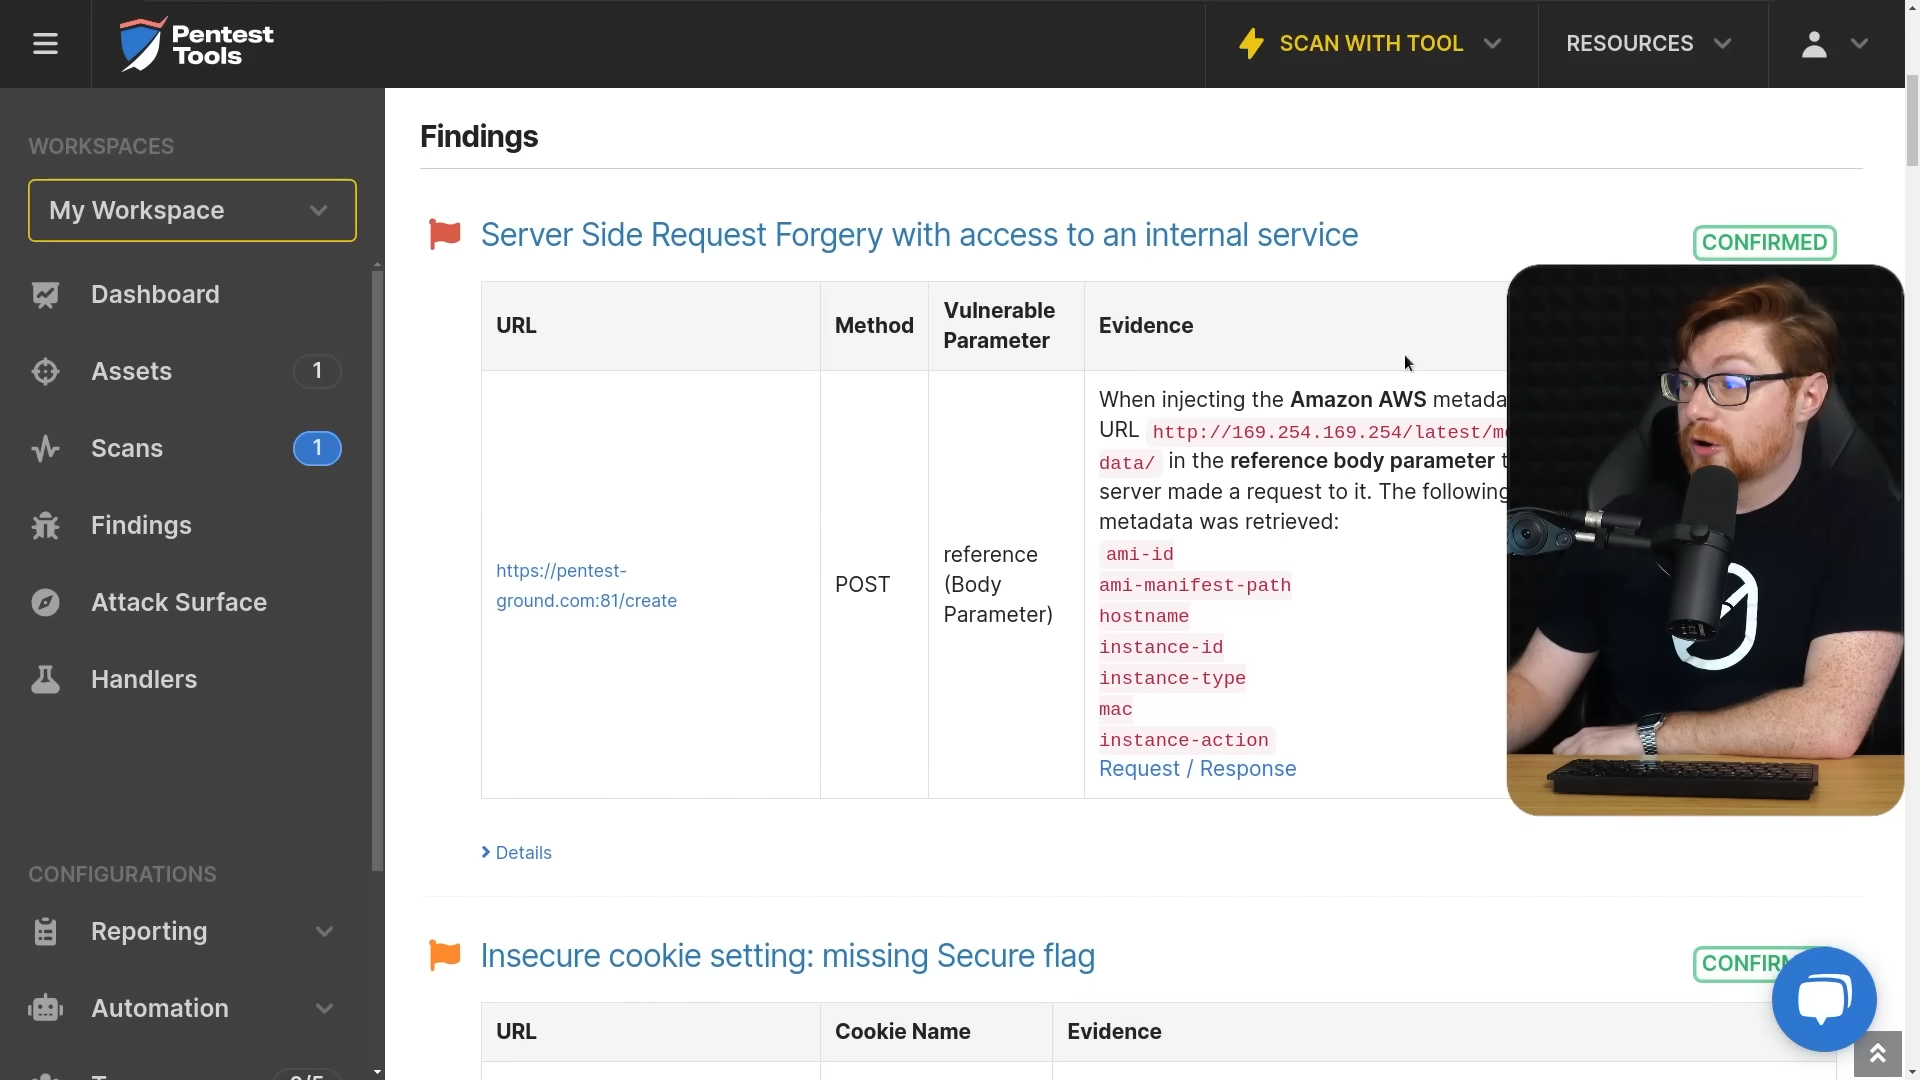 Pentest
Tools
SCAN WITH TOOL
RESOURCES
WORKSPACES
My Workspace
Dashboard
Assets
1
Scans
1
Findings
Attack Surface
Handlers
CONFIGURATIONS
Reporting
Automation
Findings
Server Side Request Forgery with access to an internal service
CONFIRMED
URL
Method
Vulnerable
Parameter
Evidence
https://pentest-
ground.com:81/create
POST
reference
(Body
Parameter)
When injecting the Amazon AWS
URL http://169.254.169.254/latest/
data/ in the reference body parameter
server made a request to it. The following
metadata was retrieved:
ami-id
ami-manifest-path
hostname
instance-id
instance-type
mac
instance-action
Request / Response
Details
Insecure cookie setting: missing Secure flag
URL
Cookie Name
Evidence